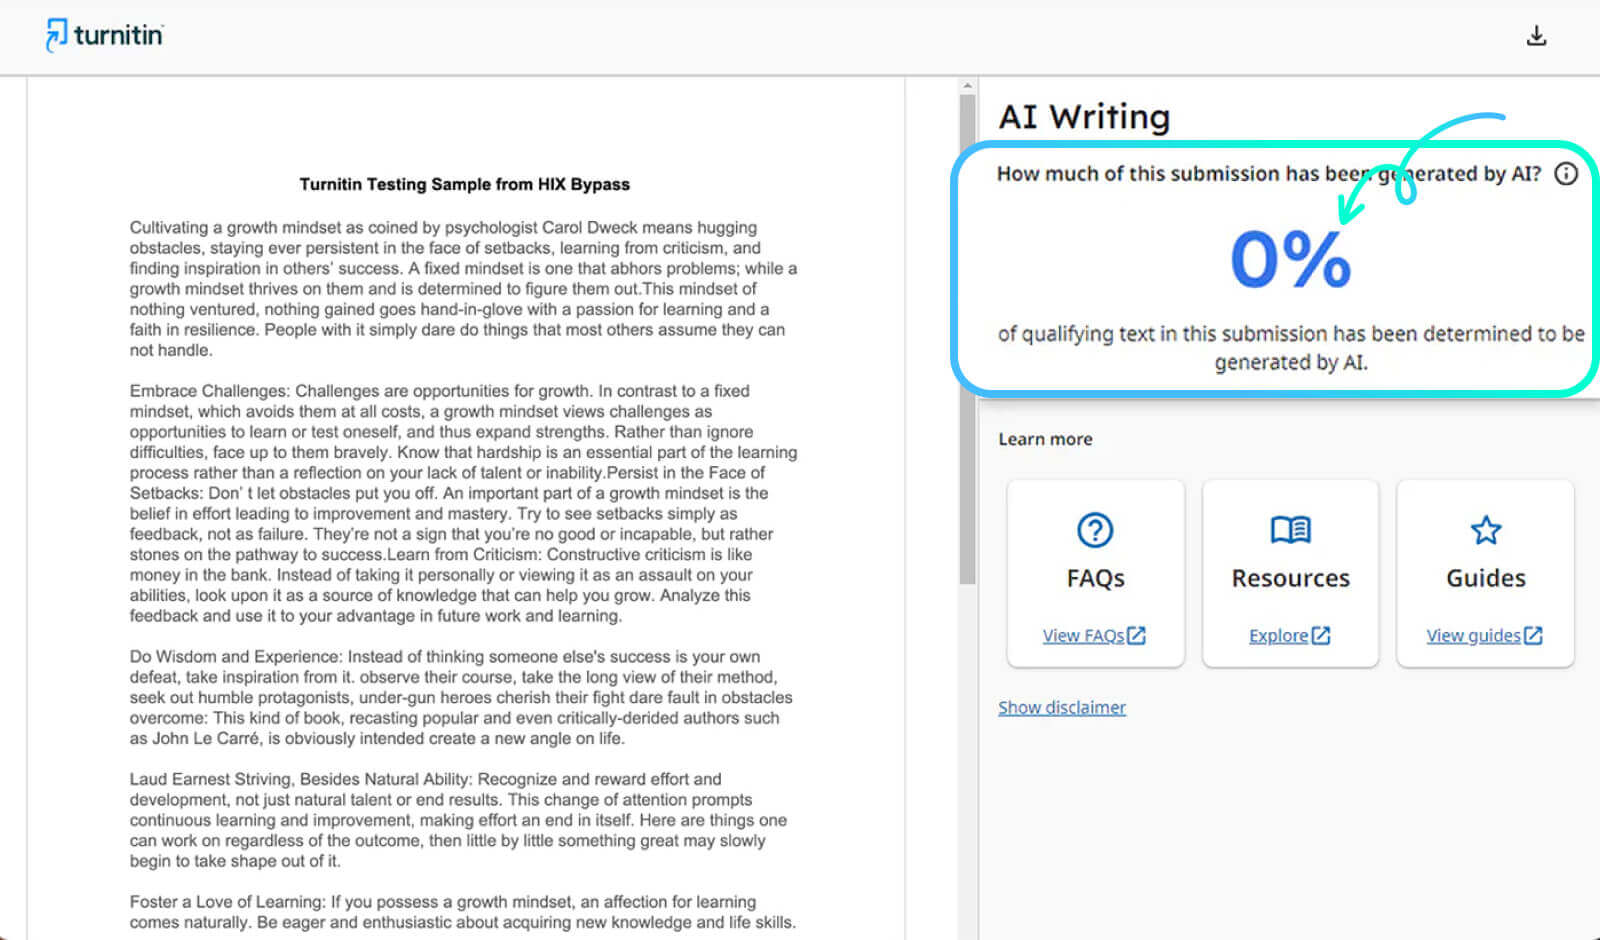 turnitin
Turnitin Testing Sample from HIX Bypass
Cultivating a growth mindset as coined by psychologist Carol Dweck means hugging
obstacles, staying ever persistent in the face of setbacks, learning from criticism, and
finding inspiration in others' success. A fixed mindset is one that abhors problems; while a
growth mindset thrives on them and is determined to figure them out.This mindset of
nothing ventured, nothing gained goes hand-in-glove with a passion for learning and a
faith in resilience. People with it simply dare do things that most others assume they can
not handle.
Embrace Challenges: Challenges are opportunities for growth. In contrast to a fixed
mindset, which avoids them at all costs, a growth mindset views challenges as
opportunities to learn or test oneself, and thus expand strengths. Rather than ignore
difficulties, face up to them bravely. Know that hardship is an essential part of the learning
process rather than a reflection on your lack of talent or inability.Persist in the Face of
Setbacks: Don' t let obstacles put you off. An important part of a growth mindset is the
belief in effort leading to improvement and mastery. Try to see setbacks simply as
feedback, not as failure. They're not a sign that you're no good or incapable, but rather
stones on the pathway to success.Learn from Criticism: Constructive criticism is like
money in the bank. Instead of taking it personally or viewing it as an assault on your
abilities, look upon it as a source of knowledge that can help you grow. Analyze this
feedback and use it to your advantage in future work and learning.
Do Wisdom and Experience: Instead of thinking someone else's success is your own
defeat, take inspiration from it. observe their course, take the long view of their method,
seek out humble protagonists, under-gun heroes cherish their fight dare fault in obstacles
overcome: This kind of book, recasting popular and even critically-derided authors such
as John Le Carré, is obviously intended create a new angle on life.
Laud Earnest Striving, Besides Natural Ability: Recognize and reward effort and
development, not just natural talent or end results. This change of attention prompts
continuous learning and improvement, making effort an end in itself. Here are things one
can work on regardless of the outcome, then little by little something great may slowly
begin to take shape out of it.
Foster a Love of Learning: If you possess a growth mindset, an affection for learning
comes naturally. Be eager and enthusiastic about acquiring new knowledge and life skills.
AI Writing
How much of this submission has been generated by AI?
0%
of qualifying text in this submission has been determined to be
generated by AI.
Learn more
FAQs
View FAQs
Resources
Explore
Guides
View guides
Show disclaimer